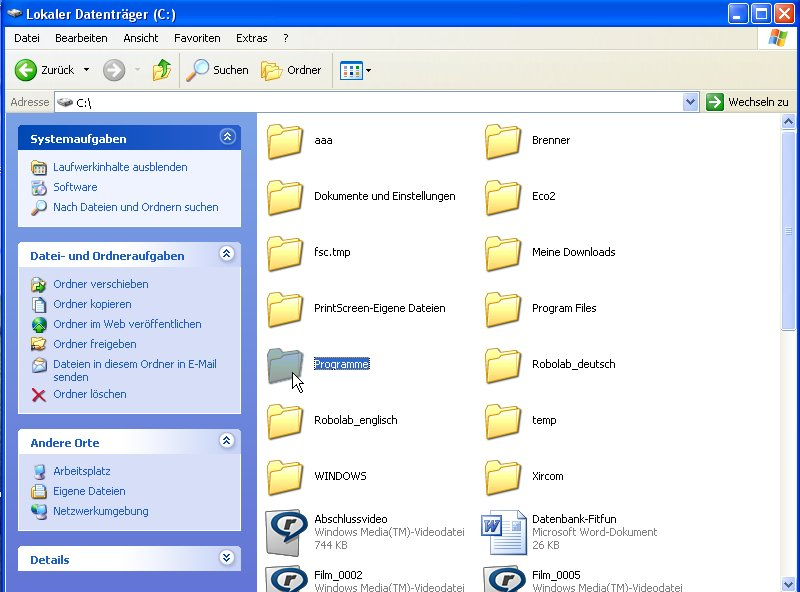 Lokaler Datenträger (C:)
Datei Bearbeiten Ansicht Favoriten Extras ?
Zurück Suchen Ordner
Adresse C:\ Wechseln zu
Systemaufgaben
Laufwerkinhalte ausblenden
Software
Nach Dateien und Ordnern suchen
Datei- und Ordneraufgaben
Ordner verschieben
Ordner kopieren
Ordner im Web veröffentlichen
Ordner freigeben
Dateien in diesem Ordner in E-Mail
senden
Ordner löschen
Andere Orte
Arbeitsplatz
Eigene Dateien
Netzwerkumgebung
Details
aaa
Brenner
Dokumente und Einstellungen
Eco2
fsc.tmp
Meine Downloads
PrintScreen-Eigene Dateien
Program Files
Programme
Robolab_deutsch
Robolab_englisch
temp
WINDOWS
Xircom
Abschlussvideo
Windows Media(TM)-Videodatei
744 KB
Datenbank-Fitfun
Microsoft Word-Dokument
26 KB
Film_0002
Windows Media(TM)-Videodatei
Film_0005
Windows Media(TM)-Videodatei